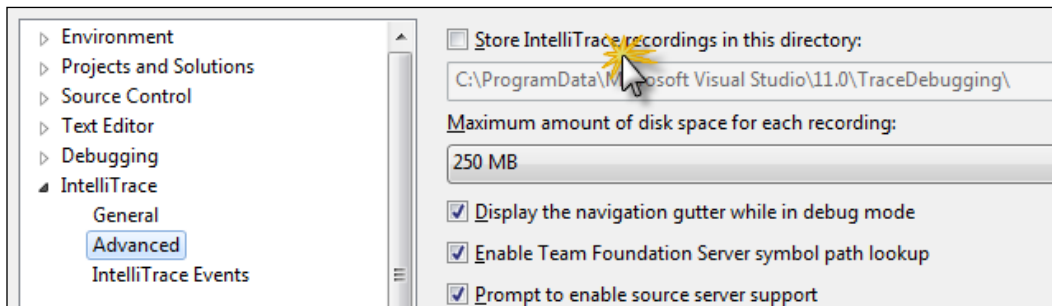 Environment
Projects and Solutions
Source Control
Text Editor
Debugging
IntelliTrace
General
Advanced
IntelliTrace Events
Store IntelliTrace recordings in this directory:
C:\ProgramData\Microsoft Visual Studio\11.0\TraceDebugging\
Maximum amount of disk space for each recording:
250 MB
Display the navigation gutter while in debug mode
Enable Team Foundation Server symbol path lookup
Prompt to enable source server support